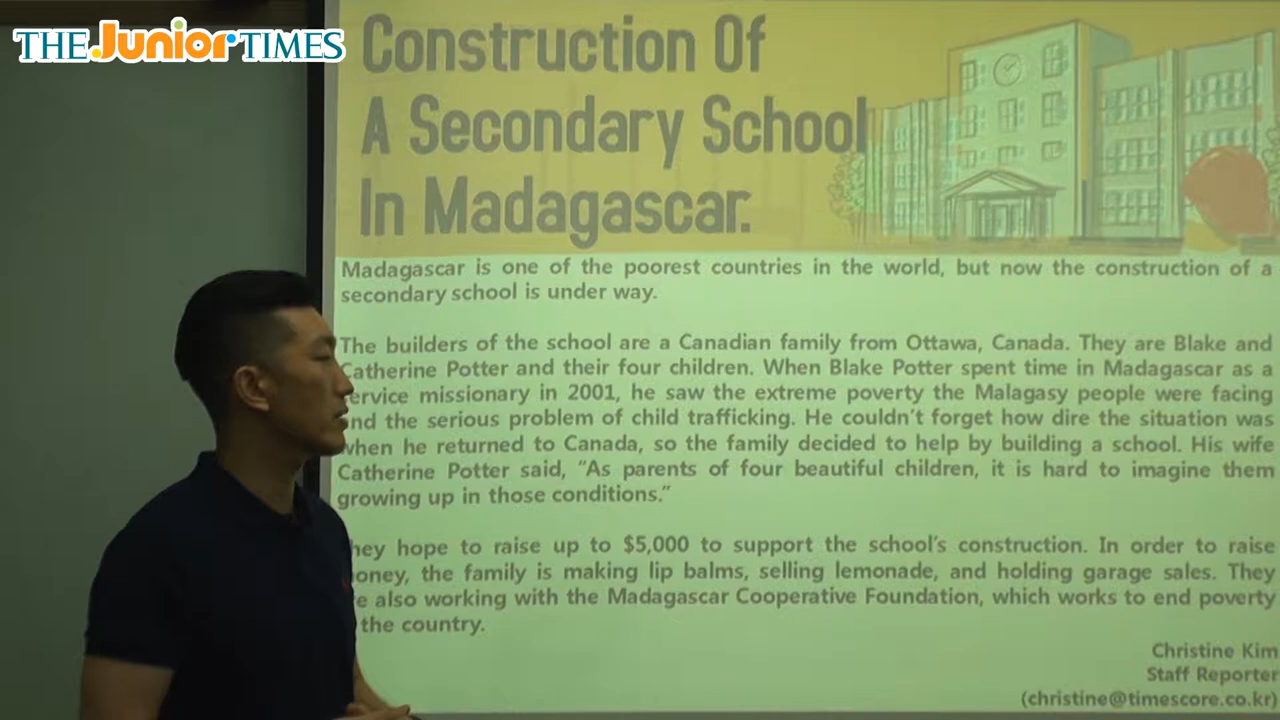 THE Junior TIMES
Construction Of
A Secondary School
In Madagascar.
Madagascar is one of the poorest countries in the world, but now the construction of a
secondary school is under way.
The builders of the school are a Canadian family from Ottawa, Canada. They are Blake and
Catherine Potter and their four children. When Blake Potter spent time in Madagascar as a
service missionary in 2001, he saw the extreme poverty the Malagasy people were facing
and the serious problem of child trafficking. He couldn't forget how dire the situation was
when he returned to Canada, so the family decided to help by building a school. His wife
Catherine Potter said, “As parents of four beautiful children, it is hard to imagine them
growing up in those conditions.”
They hope to raise up to $5,000 to support the school's construction. In order to raise
money, the family is making lip balms, selling lemonade, and holding garage sales. They
are also working with the Madagascar Cooperative Foundation, which works to end poverty
the country.
Christine Kim
Staff Reporter
(christine@timescore.co.kr)